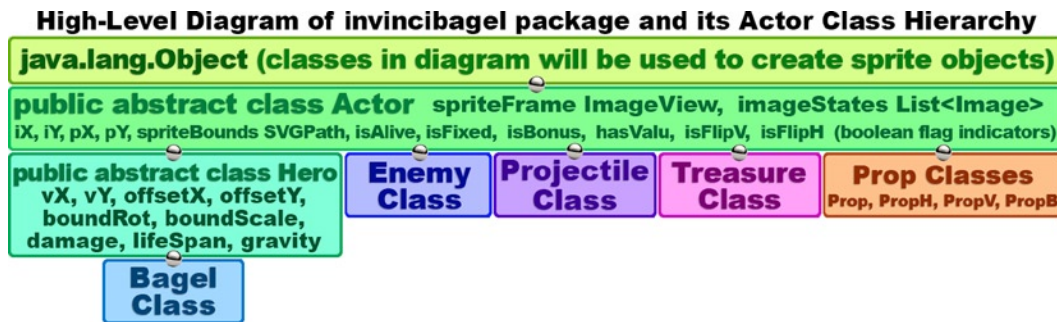 High-Level Diagram of invincibagel package and its Actor Class Hierarchy
java.lang.Object (classes in diagram will be used to create sprite objects)
public abstract class Actor spriteFrame ImageView, imageStates List<Image>
iX, iY, pX, pY, spriteBounds SVGPath, isAlive, isFixed, isBonus, hasValu, isFlipV, isFlipH (boolean flag indicators)
public abstract class Hero
vX, vY, offsetX, offsetY,
boundRot, boundScale,
damage, lifeSpan, gravity
Enemy
Class
Projectile
Class
Treasure
Class
Prop Classes
Prop, PropH, PropV, PropB
Bagel
Class